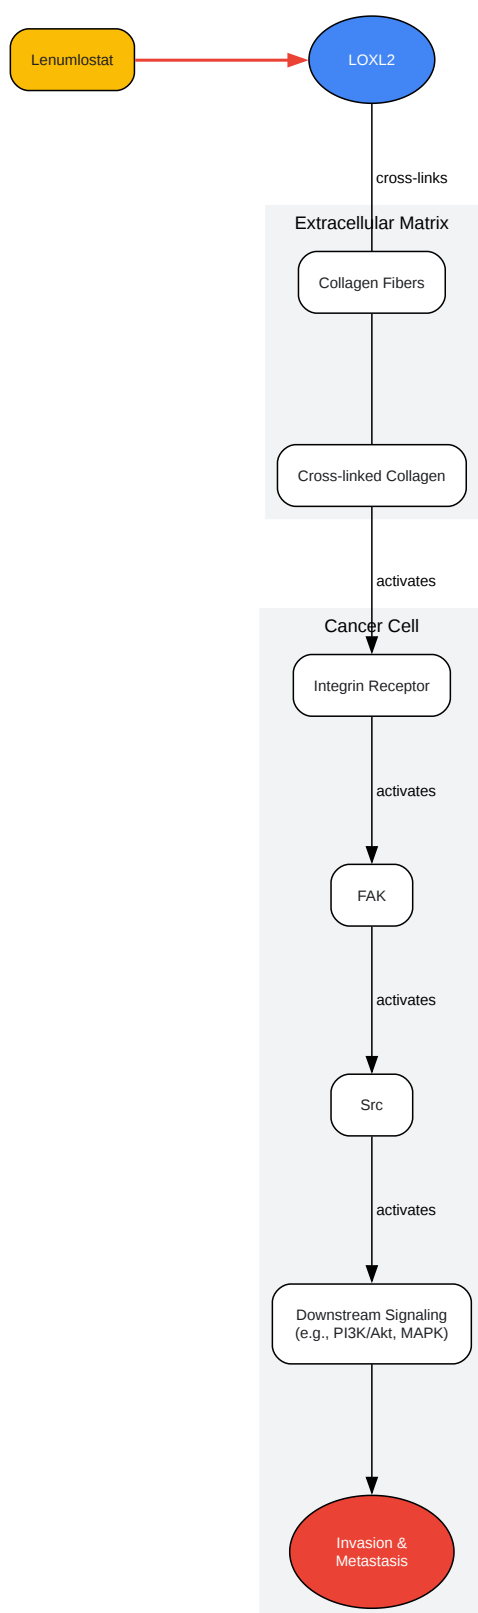 Lenumlostat
LOXL2
cross-links
Extracellular Matrix
Collagen Fibers
Cross-linked Collagen
activates
Cancer Cell
Integrin Receptor
activates
FAK
activates
Src
activates
Downstream Signaling
(e.g., PI3K/Akt, MAPK)
Invasion &
Metastasis